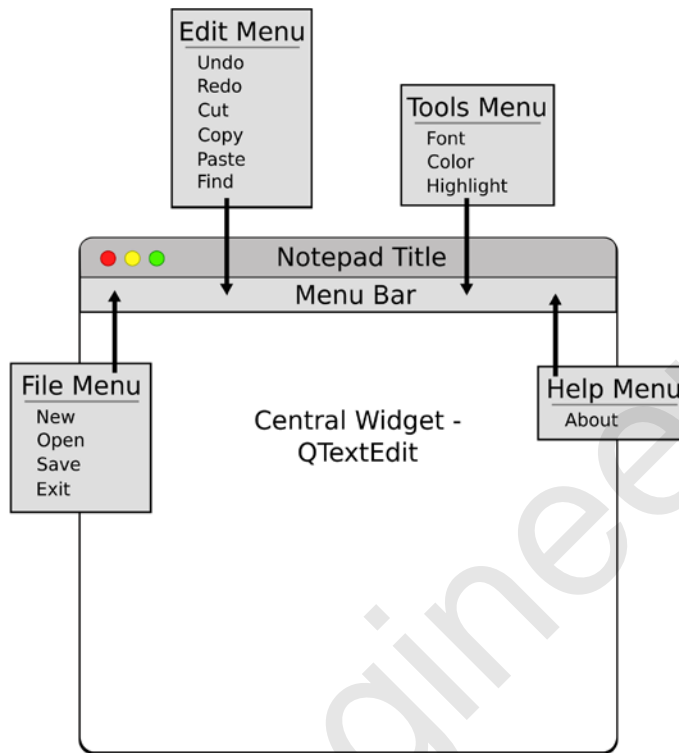 Edit Menu
Undo
Redo
Cut
Copy
Paste
Find
Tools Menu
Font
Color
Highlight
Notepad Title
Menu Bar
File Menu
New
Open
Save
Exit
Central Widget -
QTextEdit
Help Menu
About